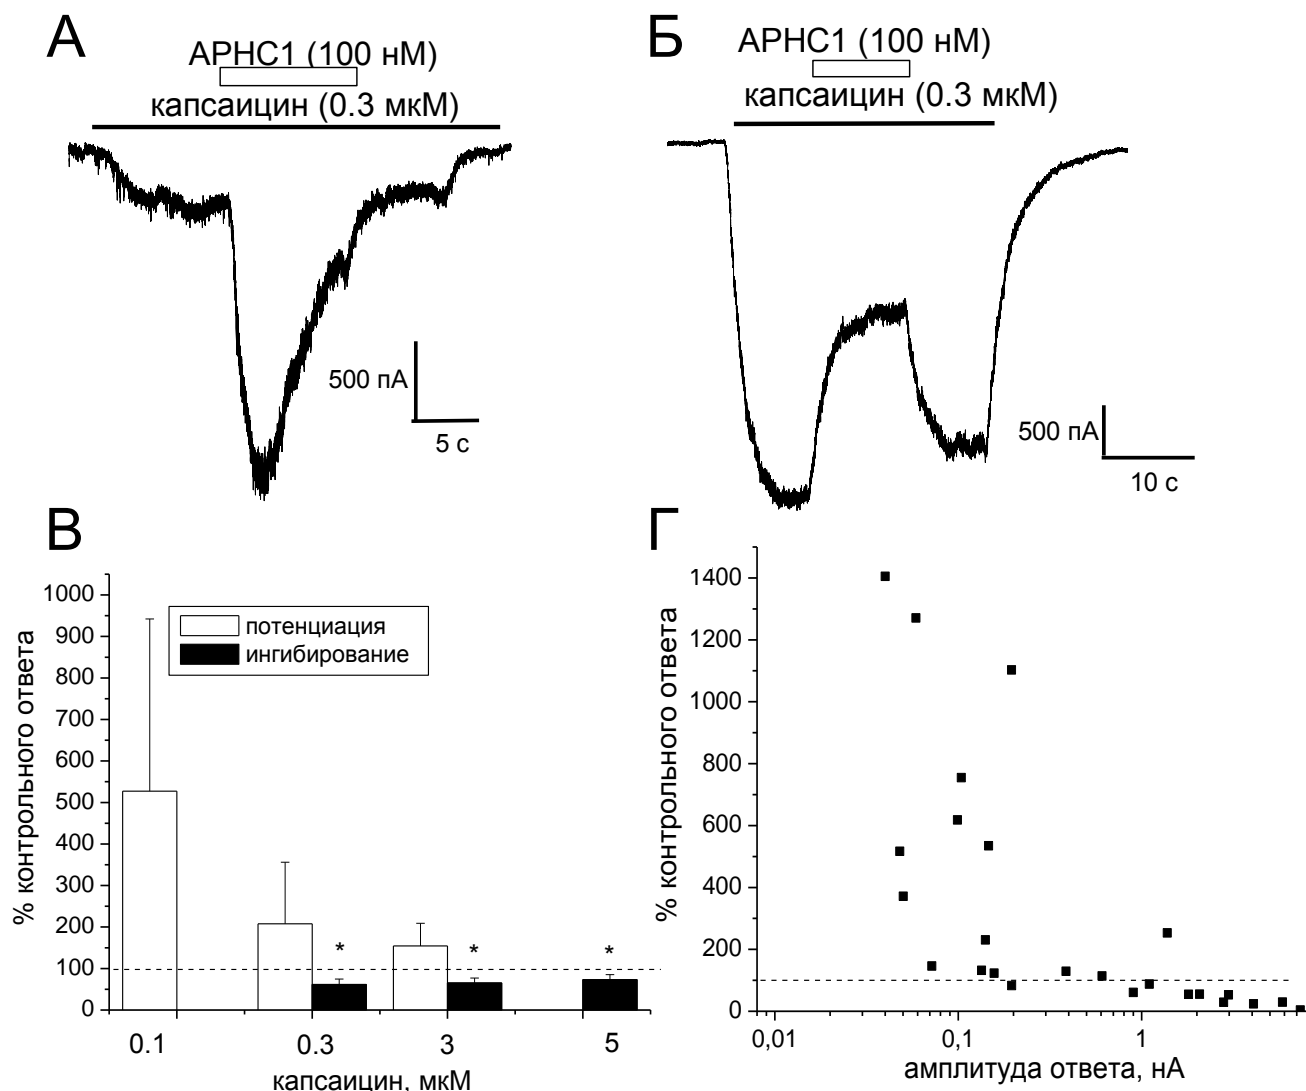 А
APHC1 (100 нМ)
капсаицин (0.3 мкМ)
500 пА
5 с
Б
APHC1 (100 нМ)
капсаицин (0.3 мкМ)
500 пА
10 с
В
1000
900
800
700
600
500
400
300
200
100
0
% контрольного ответа
потенциация
ингибирование
*
*
*
0.1
0.3
3
5
капсаицин, мкМ
Г
1400
1200
1000
800
600
400
200
0
% контрольного ответа
0,01
0,1
1
амплитуда ответа, нА